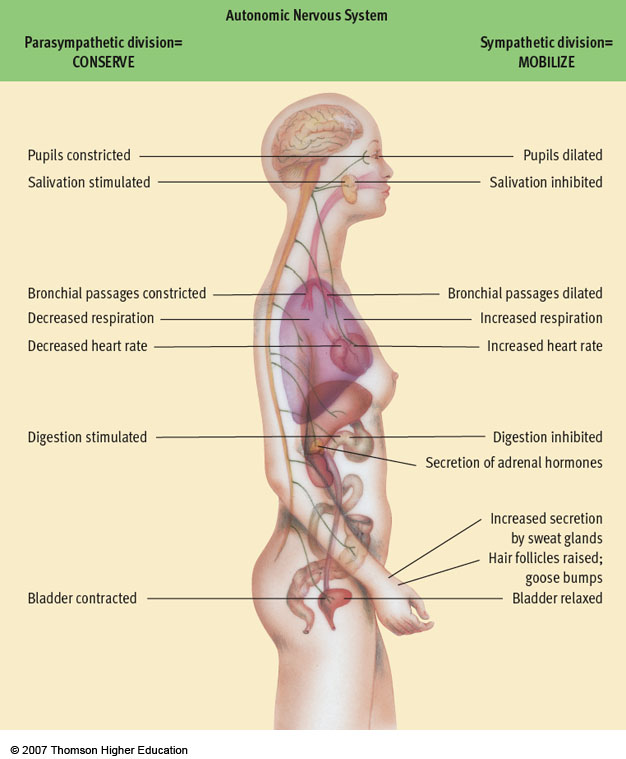 Autonomic Nervous System
Parasympathetic division=
CONSERVE
Sympathetic division=
MOBILIZE
Pupils constricted
Pupils dilated
Salivation stimulated
Salivation inhibited
Bronchial passages constricted
Bronchial passages dilated
Decreased respiration
Increased respiration
Decreased heart rate
Increased heart rate
Digestion stimulated
Digestion inhibited
Secretion of adrenal hormones
Increased secretion
by sweat glands
Hair follicles raised;
goose bumps
Bladder contracted
Bladder relaxed
© 2007 Thomson Higher Education